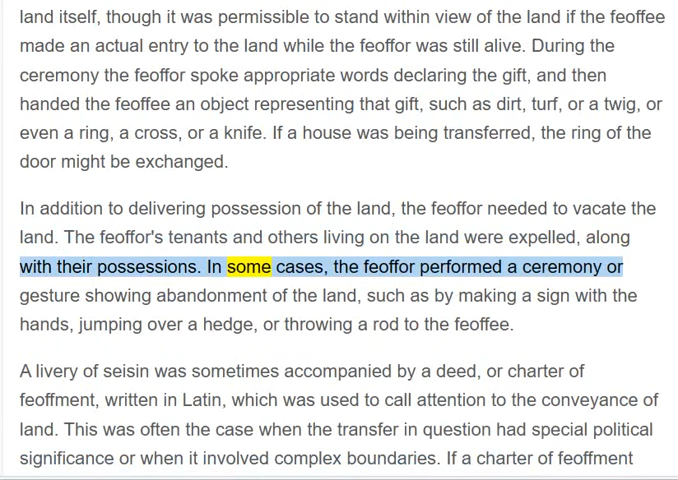 land itself, though it was permissible to stand within view of the land if the feoffee
made an actual entry to the land while the feoffor was still alive. During the
ceremony the feoffor spoke appropriate words declaring the gift, and then
handed the feoffee an object representing that gift, such as dirt, turf, or a twig, or
even a ring, a cross, or a knife. If a house was being transferred, the ring of the
door might be exchanged.
In addition to delivering possession of the land, the feoffor needed to vacate the
land. The feoffor's tenants and others living on the land were expelled, along
with their possessions. In some cases, the feoffor performed a ceremony or
gesture showing abandonment of the land, such as by making a sign with the
hands, jumping over a hedge, or throwing a rod to the feoffee.
A livery of seisin was sometimes accompanied by a deed, or charter of
feoffment, written in Latin, which was used to call attention to the conveyance of
land. This was often the case when the transfer in question had special political
significance or when it involved complex boundaries. If a charter of feoffment